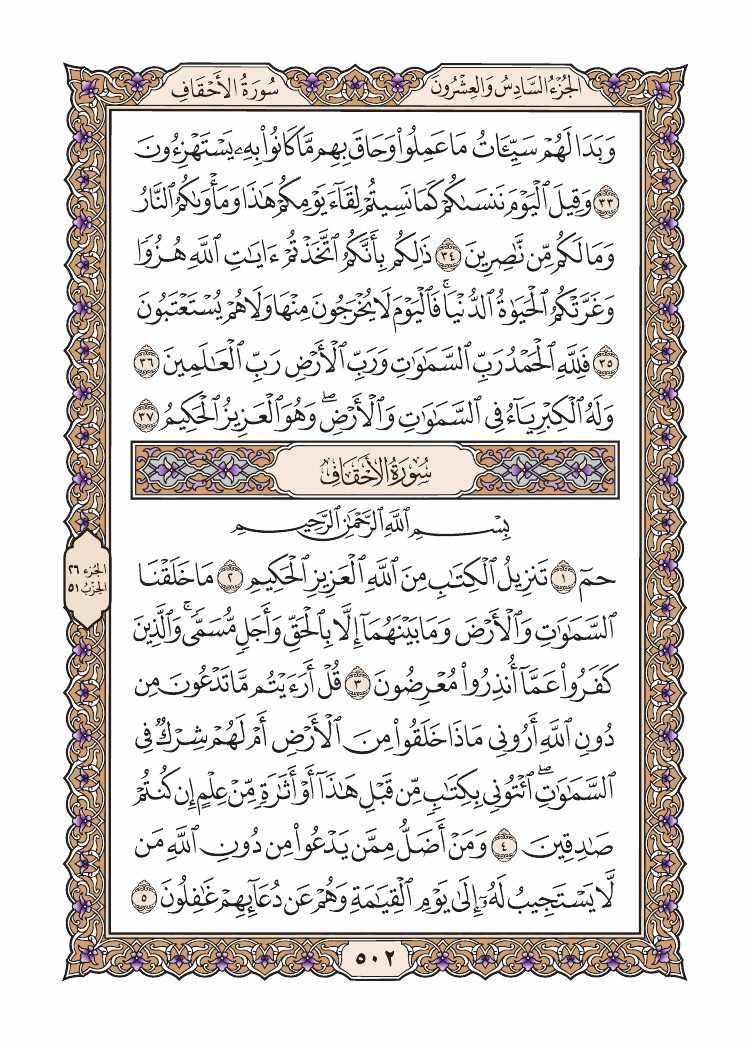 سُورَةُ الأَحْقَافِ
الجُزْءُ السَّادِسُ وَالعِشْرُونَ
وَبَدَا لَهُمْ سَيِّـَٔاتُ مَا عَمِلُوا۟ وَحَاقَ بِهِم مَّا كَانُوا۟ بِهِۦ يَسْتَهْزِءُونَ
٣٣ وَقِيلَ ٱلْيَوْمَ نَنسَىٰكُمْ كَمَا نَسِيتُمْ لِقَآءَ يَوْمِكُمْ هَـٰذَا وَمَأْوَىٰكُمُ ٱلنَّارُ
وَمَا لَكُم مِّن نَّـٰصِرِينَ ٣٤ ذَٰلِكُم بِأَنَّكُمُ ٱتَّخَذْتُمْ ءَايَـٰتِ ٱللَّهِ هُزُوًا
وَغَرَّتْكُمُ ٱلْحَيَوٰةُ ٱلدُّنْيَا ۚ فَٱلْيَوْمَ لَا يُخْرَجُونَ مِنْهَا وَلَا هُمْ يُسْتَعْتَبُونَ
٣٥ فَلِلَّهِ ٱلْحَمْدُ رَبِّ ٱلسَّمَـٰوَٰتِ وَرَبِّ ٱلْأَرْضِ رَبِّ ٱلْعَـٰلَمِينَ ٣٦
وَلَهُ ٱلْكِبْرِيَآءُ فِى ٱلسَّمَـٰوَٰتِ وَٱلْأَرْضِ ۖ وَهُوَ ٱلْعَزِيزُ ٱلْحَكِيمُ ٣٧
سُورَةُ الأَحْقَافِ
بِسْمِ ٱللَّهِ ٱلرَّحْمَـٰنِ ٱلرَّحِيمِ
حمٓ ١ تَنزِيلُ ٱلْكِتَـٰبِ مِنَ ٱللَّهِ ٱلْعَزِيزِ ٱلْحَكِيمِ ٢ مَا خَلَقْنَا
ٱلسَّمَـٰوَٰتِ وَٱلْأَرْضَ وَمَا بَيْنَهُمَآ إِلَّا بِٱلْحَقِّ وَأَجَلٍ مُّسَمًّى ۚ وَٱلَّذِينَ
كَفَرُوا۟ عَمَّآ أُنذِرُوا۟ مُعْرِضُونَ ٣ قُلْ أَرَءَيْتُم مَّا تَدْعُونَ مِن
دُونِ ٱللَّهِ أَرُونِى مَاذَا خَلَقُوا۟ مِنَ ٱلْأَرْضِ أَمْ لَهُمْ شِرْكٌ فِى
ٱلسَّمَـٰوَٰتِ ۖ ٱئْتُونِى بِكِتَـٰبٍ مِّن قَبْلِ هَـٰذَآ أَوْ أَثَـٰرَةٍ مِّنْ عِلْمٍ إِن كُنتُمْ
صَـٰدِقِينَ ٤ وَمَنْ أَضَلُّ مِمَّن يَدْعُوا۟ مِن دُونِ ٱللَّهِ مَن
لَّا يَسْتَجِيبُ لَهُۥٓ إِلَىٰ يَوْمِ ٱلْقِيَـٰمَةِ وَهُمْ عَن دُعَآئِهِمْ غَـٰفِلُونَ ٥
الجُزْء ٢٦
الحِزْبُ ٥١
٥٠٢